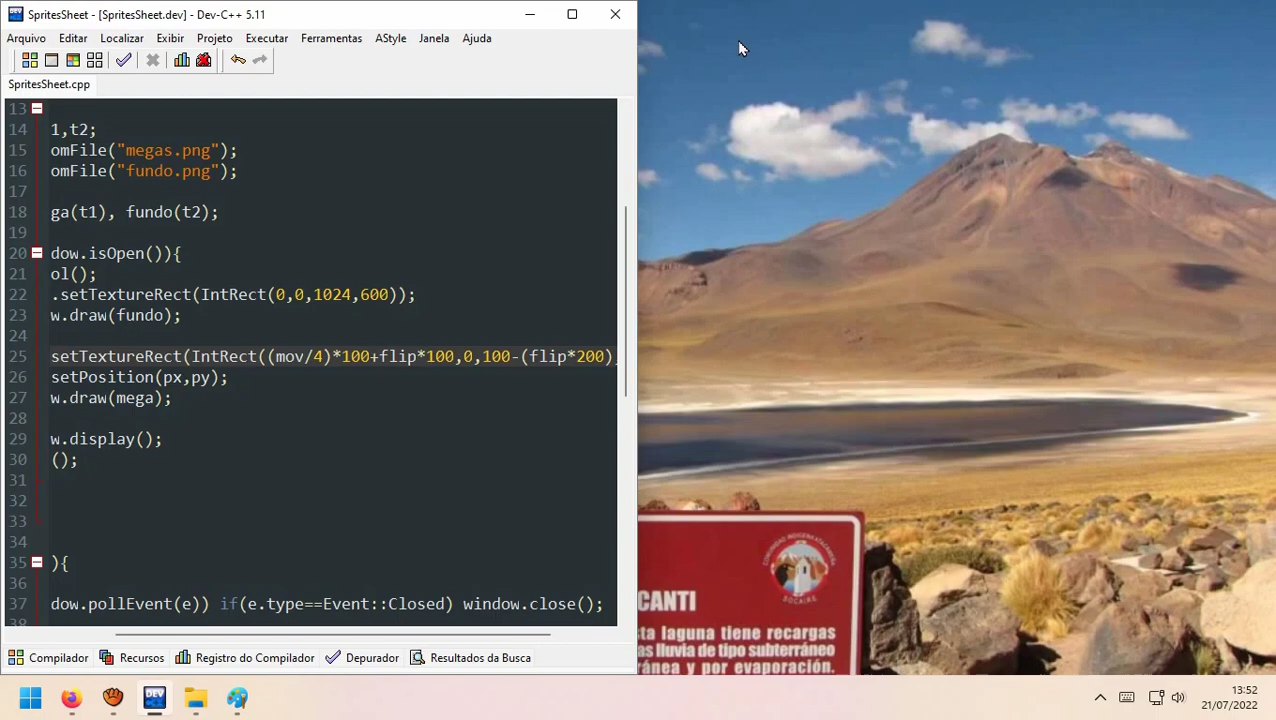 SpritesSheet - [SpritesSheet.dev] - Dev-C++ 5.11
Arquivo Editar Localizar Exibir Projeto Executar Ferramentas AStyle Janela Ajuda
SpritesSheet.cpp
13
14 1,t2;
15 omFile("megas.png");
16 omFile("fundo.png");
17
18 ga(t1), fundo(t2);
19
20 dow.isOpen()){
21 ol();
22 .setTextureRect(IntRect(0,0,1024,600));
23 w.draw(fundo);
24
25 setTextureRect(IntRect((mov/4)*100+flip*100,0,100-(flip*200)
26 setPosition(px,py);
27 w.draw(mega);
28
29 w.display();
30 ();
31
32
33
34
35 ){
36
37 dow.pollEvent(e)) if(e.type==Event::Closed) window.close();
38
Compilador Recursos Registro do Compilador Depurador Resultados da Busca
COMUNIDAD INDIGENA ATACAMEÑA
SOCAIRE
CANTI
sta laguna tiene recargas
as lluvia de tipo subterráneo
ránea y por evaporación.
DEV
13:52
21/07/2022